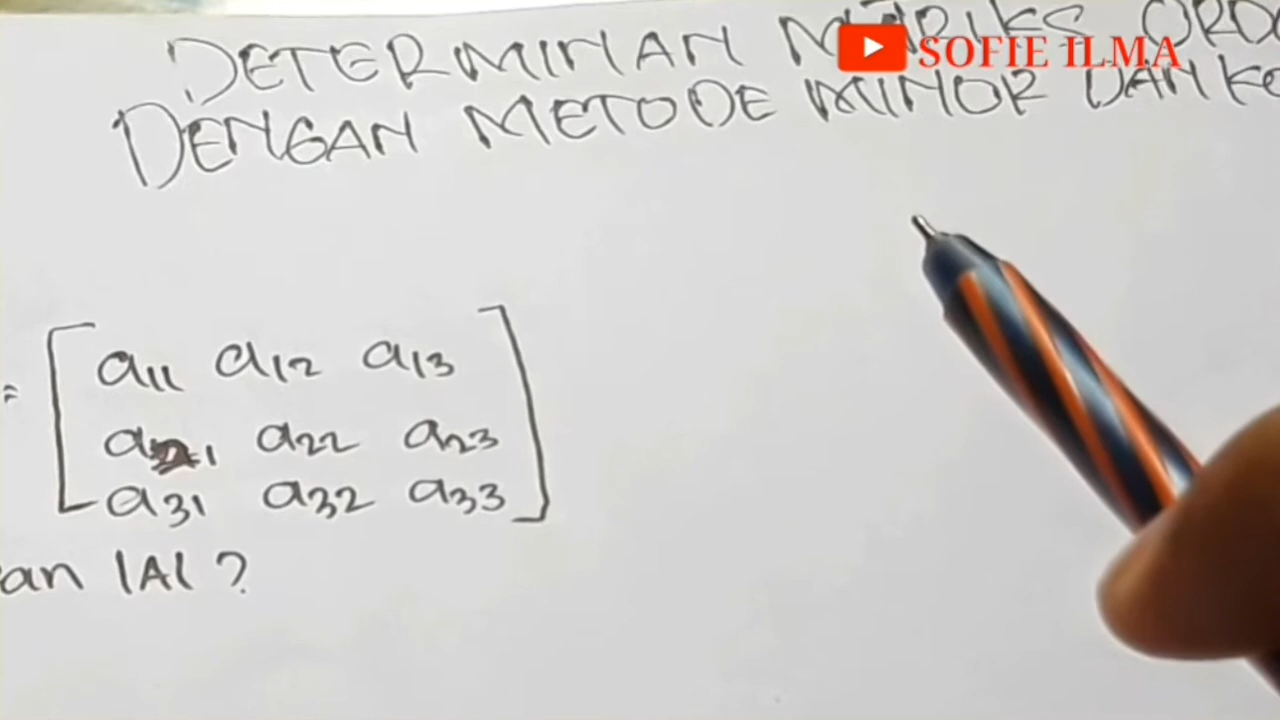 DETERMINAN MATRIKS ORDO
SOFIE ILMA
DENGAN METODE MINOR DAN KO
= [ a11 a12 a13
a21 a22 a23
a31 a32 a33 ]
an |A| ?